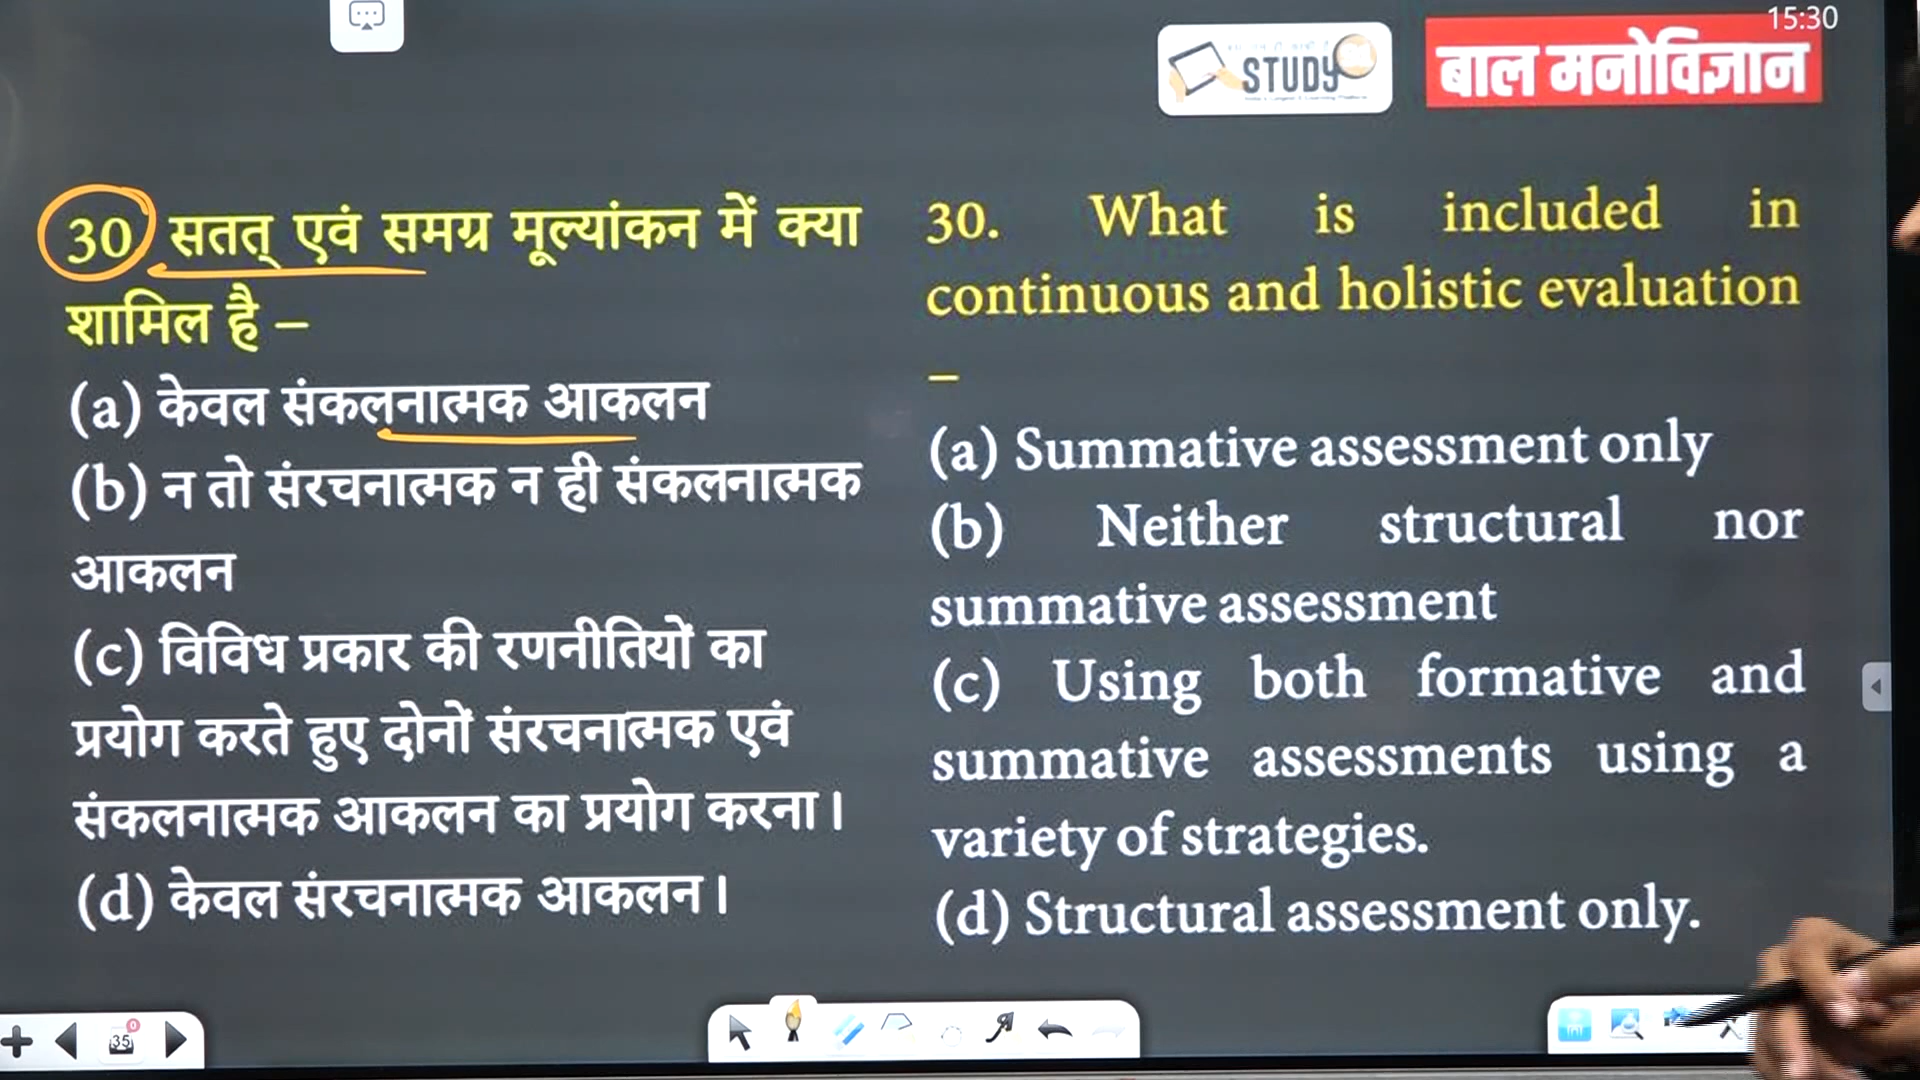 15:30
STUDY 91
बाल मनोविज्ञान
30 सतत् एवं समग्र मूल्यांकन में क्या
शामिल है –
(a) केवल संकलनात्मक आकलन
(b) न तो संरचनात्मक न ही संकलनात्मक
आकलन
(c) विविध प्रकार की रणनीतियों का
प्रयोग करते हुए दोनों संरचनात्मक एवं
संकलनात्मक आकलन का प्रयोग करना।
(d) केवल संरचनात्मक आकलन।
30. What is included in
continuous and holistic evaluation
–
(a) Summative assessment only
(b) Neither structural nor
summative assessment
(c) Using both formative and
summative assessments using a
variety of strategies.
(d) Structural assessment only.
35
0